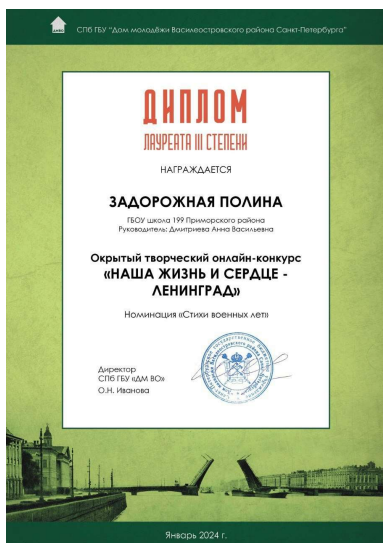 СПб ГБУ "Дом молодёжи Василеостровского района Санкт-Петербурга"
ДИПЛОМ
ЛАУРЕАТА III СТЕПЕНИ
НАГРАЖДАЕТСЯ
ЗАДОРОЖНАЯ ПОЛИНА
ГБОУ школа 199 Приморского района
Руководитель: Дмитриева Анна Васильевна
Окрытый творческий онлайн-конкурс
«НАША ЖИЗНЬ И СЕРДЦЕ -
ЛЕНИНГРАД»
Номинация «Стихи военных лет»
Директор
СПб ГБУ «ДМ ВО»
О.Н. Иванова
Январь 2024 г.